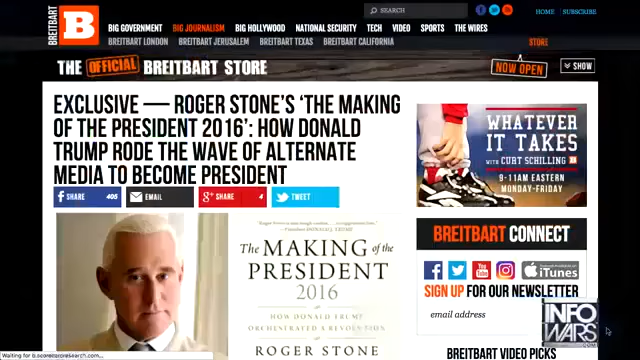 BREITBART
B
SEARCH
HOME
SUBSCRIBE
BIG GOVERNMENT BIG JOURNALISM BIG HOLLYWOOD NATIONAL SECURITY TECH VIDEO SPORTS THE WIRES
BREITBART LONDON BREITBART JERUSALEM BREITBART TEXAS BREITBART CALIFORNIA
STORE
THE OFFICIAL BREITBART STORE
NOW OPEN
SHOW
EXCLUSIVE — ROGER STONE'S 'THE MAKING
OF THE PRESIDENT 2016': HOW DONALD
TRUMP RODE THE WAVE OF ALTERNATE
MEDIA TO BECOME PRESIDENT
SHARE 405
EMAIL
SHARE 4
TWEET
The MAKING of the
PRESIDENT
2016
HOW DONALD TRUMP
ORCHESTRATED A REVOLUTION
ROGER STONE
WHATEVER
IT TAKES
WITH CURT SCHILLING B
9-11AM EASTERN
MONDAY-FRIDAY
BREITBART CONNECT
You Tube
iTunes
SIGN UP FOR OUR NEWSLETTER
email address
BREITBART VIDEO PICKS
INFO
WARS
.COM